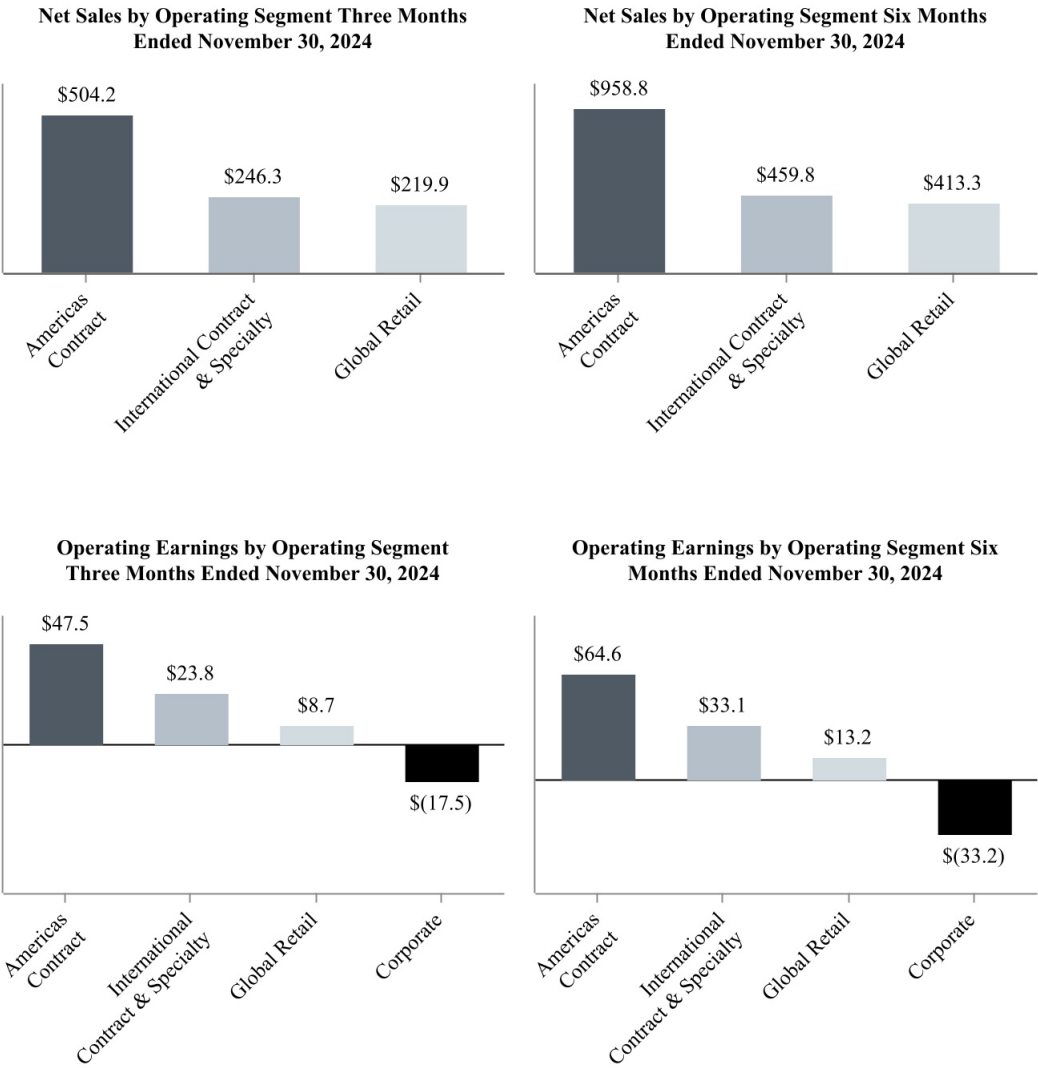 Net Sales by Operating Segment Three Months
Ended November 30, 2024
$504.2
$246.3
$219.9
Americas
Contract
International Contract
& Specialty
Global Retail
Net Sales by Operating Segment Six Months
Ended November 30, 2024
$958.8
$459.8
$413.3
Americas
Contract
International Contract
& Specialty
Global Retail
Operating Earnings by Operating Segment
Three Months Ended November 30, 2024
$47.5
$23.8
$8.7
$(17.5)
Americas
Contract
International
Contract & Specialty
Global Retail
Corporate
Operating Earnings by Operating Segment Six
Months Ended November 30, 2024
$64.6
$33.1
$13.2
$(33.2)
Americas
Contract
International
Contract & Specialty
Global Retail
Corporate